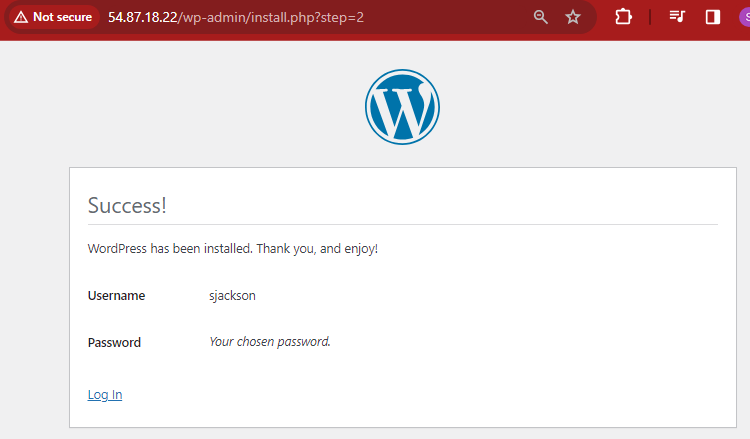 Not secure 54.87.18.22/wp-admin/install.php?step=2
Success!
WordPress has been installed. Thank you, and enjoy!
Username sjackson
Password Your chosen password.
Log In